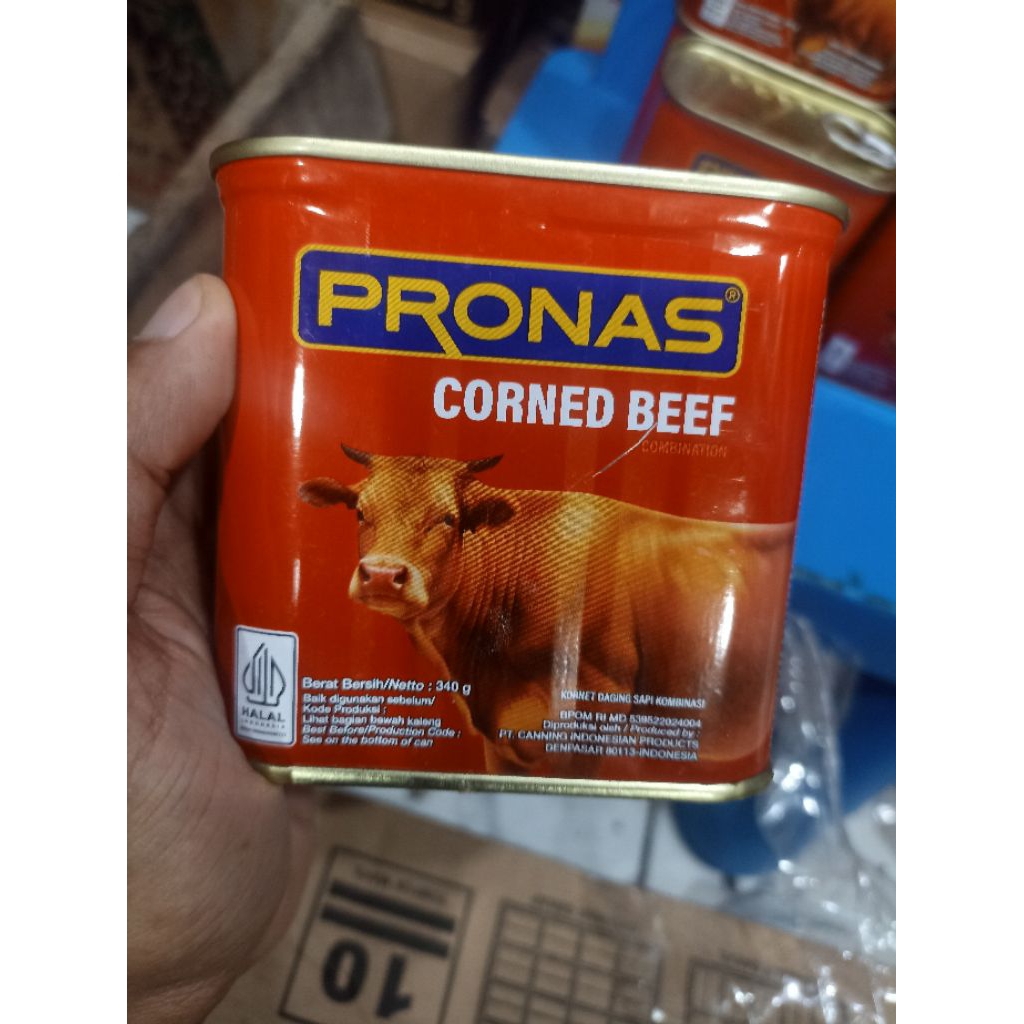 PRONAS®
CORNED BEEF
COMBINATION
HALAL
INDONESIA
Berat Bersih/Netto : 340 g
Baik digunakan sebelum/
Kode Produksi :
Lihat bagian bawah kaleng
Best Before/Production Code :
See on the bottom of can
KORNET DAGING SAPI KOMBINASI
BPOM RI MD 539522024004
Diproduksi oleh / Produced by :
PT. CANNING INDONESIAN PRODUCTS
DENPASAR 80113-INDONESIA
10